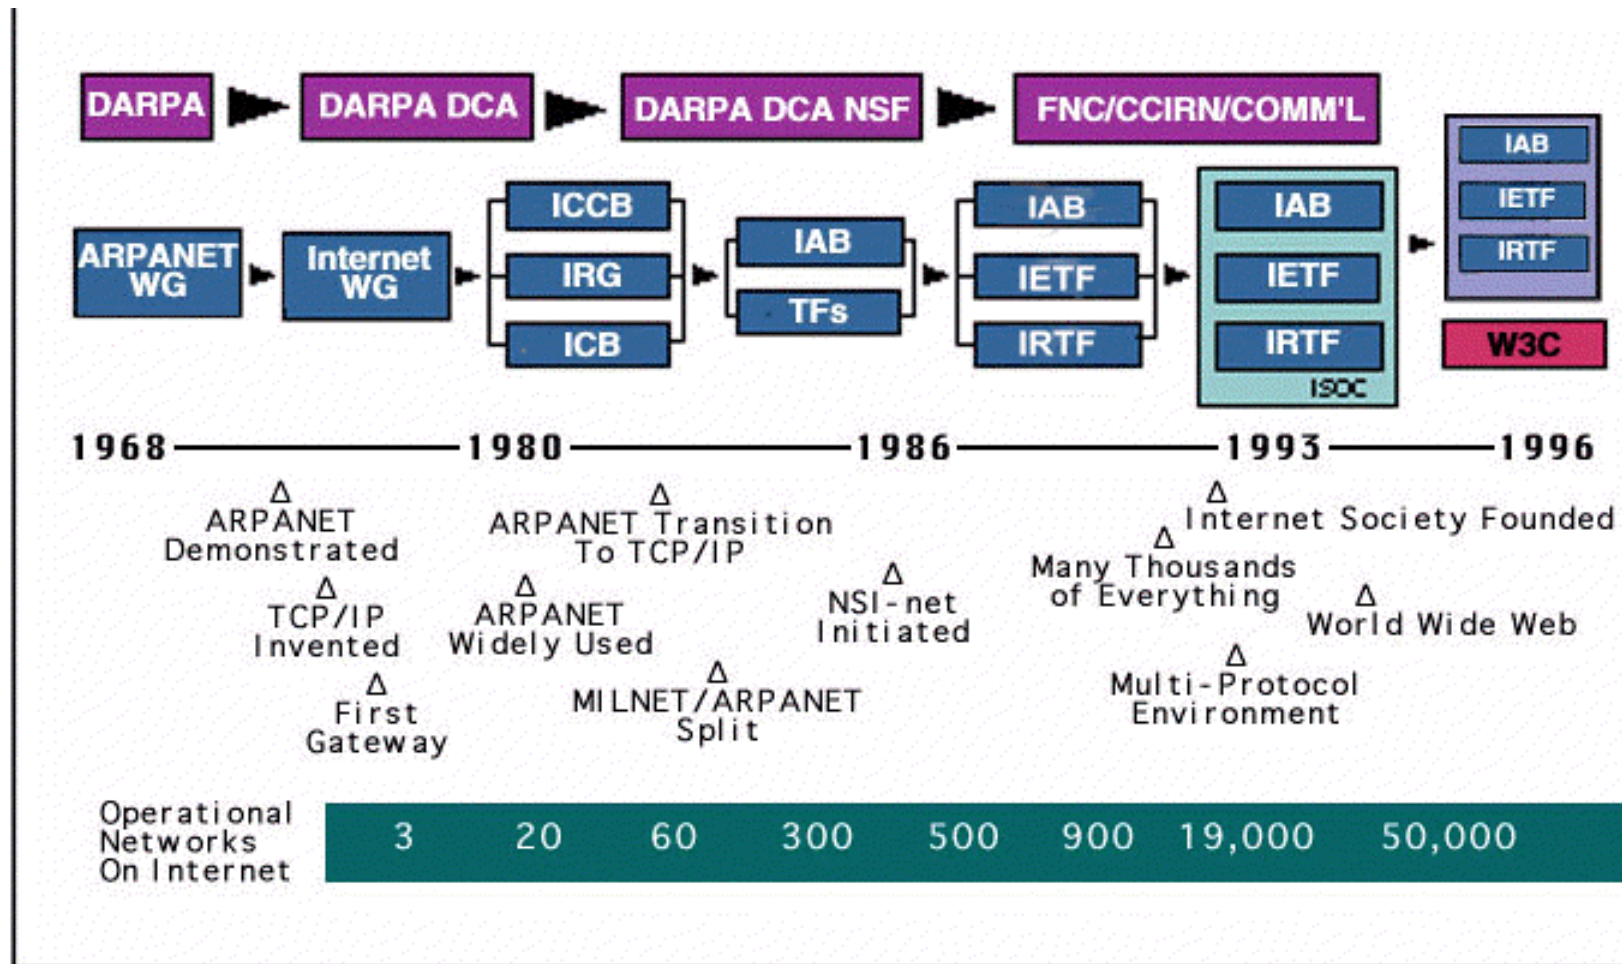 DARPA
DARPA DCA
DARPA DCA NSF
FNC/CCIRN/COMM'L
ARPANET
WG
Internet
WG
ICCB
IRG
ICB
IAB
TFs
IAB
IETF
IRTF
IAB
IETF
IRTF
ISOC
IAB
IETF
IRTF
W3C
1968
1980
1986
1993
1996
ARPANET
Demonstrated
TCP/IP
Invented
First
Gateway
ARPANET Transition
To TCP/IP
ARPANET
Widely Used
MILNET/ARPANET
Split
NSI-net
Initiated
Internet Society Founded
Many Thousands
of Everything
World Wide Web
Multi-Protocol
Environment
Operational
Networks
On Internet
3 20 60 300 500 900 19,000 50,000